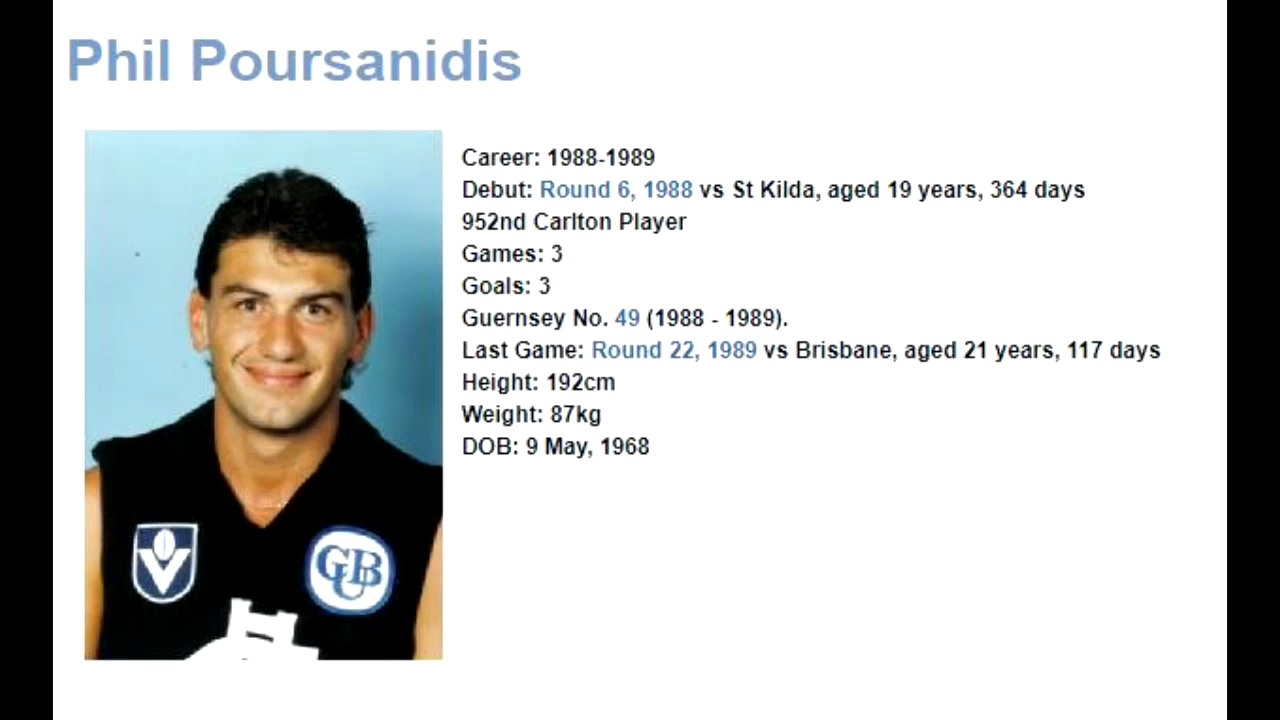 Phil Poursanidis
Career: 1988-1989
Debut: Round 6, 1988 vs St Kilda, aged 19 years, 364 days
952nd Carlton Player
Games: 3
Goals: 3
Guernsey No. 49 (1988 - 1989).
Last Game: Round 22, 1989 vs Brisbane, aged 21 years, 117 days
Height: 192cm
Weight: 87kg
DOB: 9 May, 1968
GUB